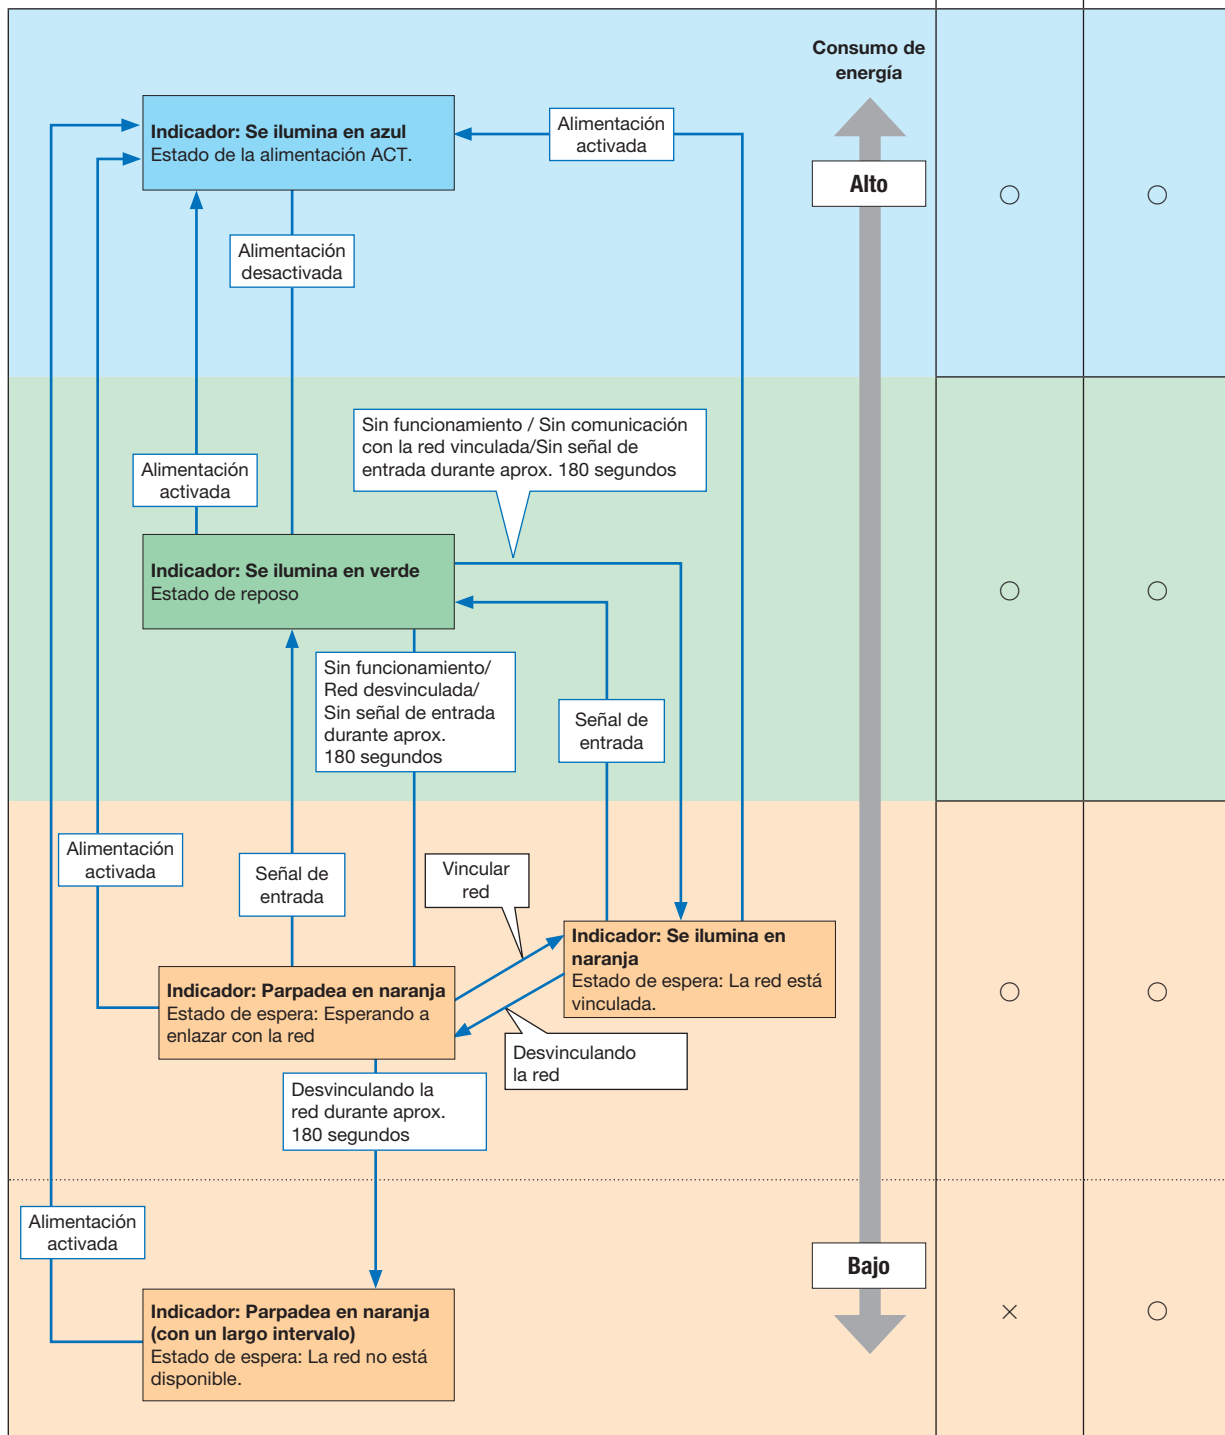 Consumo de
energía
Indicador: Se ilumina en azul
Estado de la alimentación ACT.
Alimentación
activada
Alto
○
○
Alimentación
desactivada
Sin funcionamiento / Sin comunicación
con la red vinculada/Sin señal de
entrada durante aprox. 180 segundos
Alimentación
activada
Indicador: Se ilumina en verde
Estado de reposo
○
○
Sin funcionamiento/
Red desvinculada/
Sin señal de entrada
durante aprox.
180 segundos
Señal de
entrada
Alimentación
activada
Señal de
entrada
Vincular
red
Indicador: Se ilumina en
naranja
Estado de espera: La red está
vinculada.
Indicador: Parpadea en naranja
Estado de espera: Esperando a
enlazar con la red
○
○
Desvinculando
la red
Desvinculando la
red durante aprox.
180 segundos
Alimentación
activada
Bajo
Indicador: Parpadea en naranja
(con un largo intervalo)
Estado de espera: La red no está
disponible.
×
○